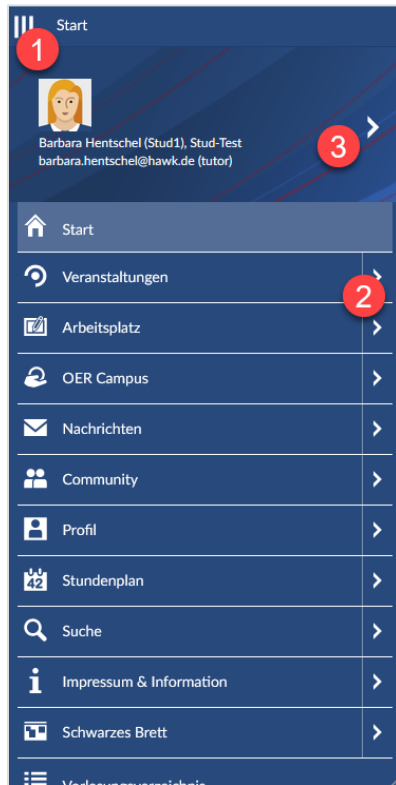 Start
1
Barbara Hentschel (Stud1), Stud-Test
barbara.hentschel@hawk.de (tutor)
3
Start
Veranstaltungen
2
Arbeitsplatz
OER Campus
Nachrichten
Community
Profil
42 Stundenplan
Suche
Impressum & Information
Schwarzes Brett
Vorlesungsverzeichnis